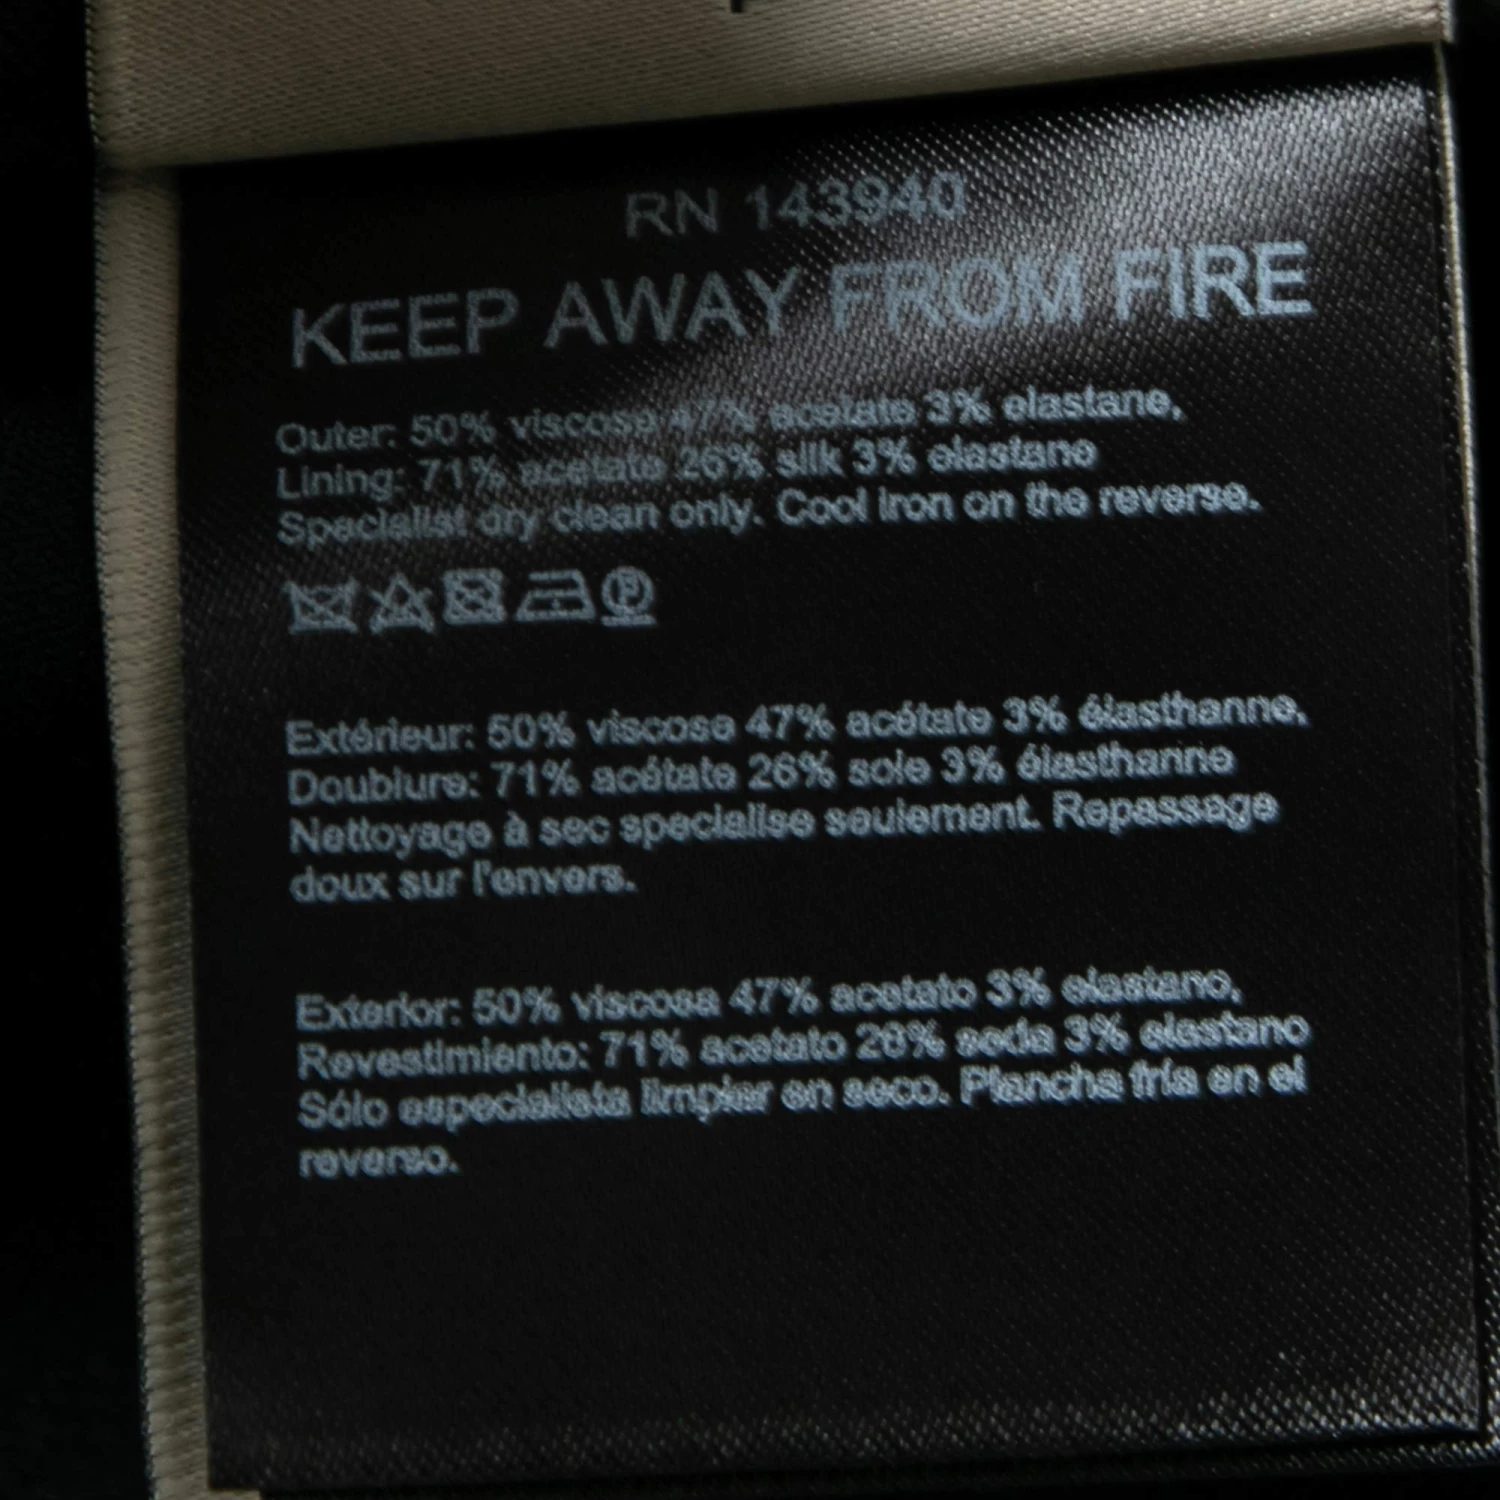 RN 143940
KEEP AWAY FROM FIRE
Outer: 50% viscose 47% acetate 3% elastane,
Lining: 71% acetate 26% silk 3% elastane
Specialist dry clean only. Cool iron on the reverse.
P
Extérieur: 50% viscose 47% acétate 3% élasthanne,
Doublure: 71% acétate 26% soie 3% élasthanne
Nettoyage à sec specialise seulement. Repassage
doux sur l'envers.
Exterior: 50% viscosa 47% acetato 3% elastano,
Revestimiento: 71% acetato 26% seda 3% elastano
Sólo especialista limpiar en seco. Plancha fría en el
reverso.